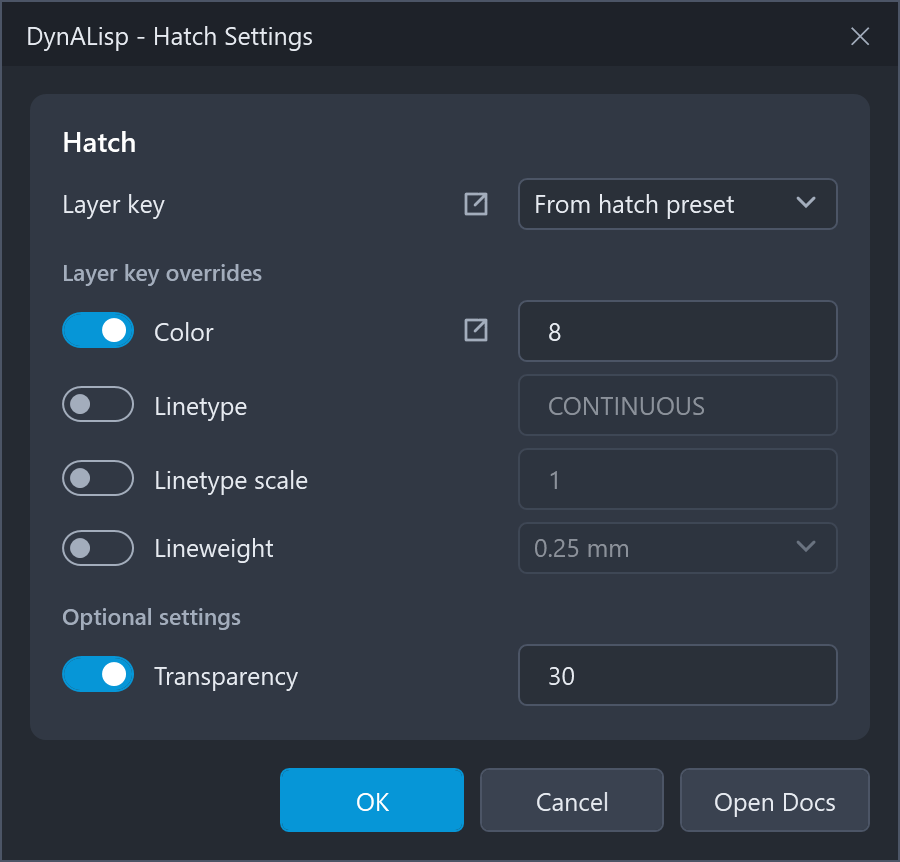 DynALisp - Hatch Settings
Hatch
Layer key From hatch preset
Layer key overrides
Color 8
Linetype CONTINUOUS
Linetype scale 1
Lineweight 0.25 mm
Optional settings
Transparency 30
OK Cancel Open Docs